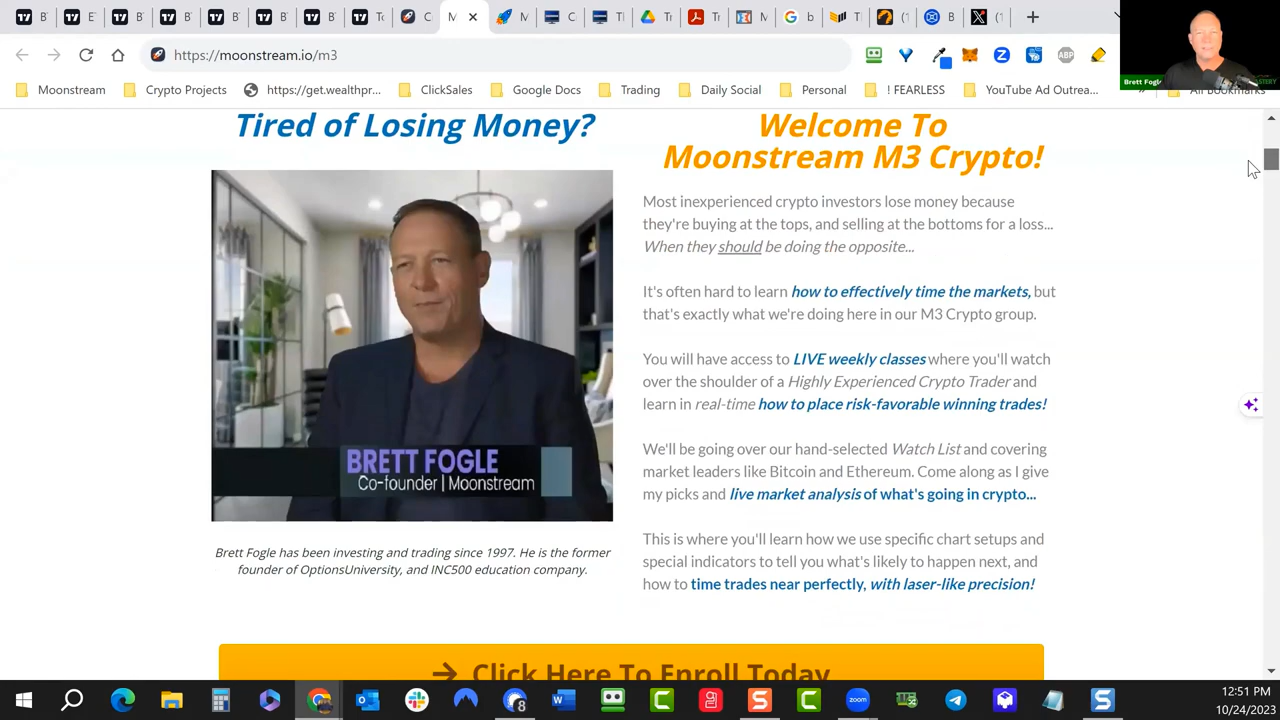 B
B
B
B
B
To
C
M
M
C
Tl
Ti
Ti
M
b
Ti
(1
B
(1
https://moonstream.io/m3
Brett Fogle
Moonstream
Crypto Projects
https://get.wealthpr...
ClickSales
Google Docs
Trading
Daily Social
Personal
! FEARLESS
YouTube Ad Outrea...
All Bookmarks
Tired of Losing Money?
BRETT FOGLE
Co-founder | Moonstream
Brett Fogle has been investing and trading since 1997. He is the former
founder of OptionsUniversity, and INC500 education company.
Welcome To
Moonstream M3 Crypto!
Most inexperienced crypto investors lose money because
they're buying at the tops, and selling at the bottoms for a loss...
When they should be doing the opposite...
It's often hard to learn how to effectively time the markets, but
that's exactly what we're doing here in our M3 Crypto group.
You will have access to LIVE weekly classes where you'll watch
over the shoulder of a Highly Experienced Crypto Trader and
learn in real-time how to place risk-favorable winning trades!
We'll be going over our hand-selected Watch List and covering
market leaders like Bitcoin and Ethereum. Come along as I give
my picks and live market analysis of what's going in crypto...
This is where you'll learn how we use specific chart setups and
special indicators to tell you what's likely to happen next, and
how to time trades near perfectly, with laser-like precision!
→ Click Here To Enroll Today
8
zoom
12:51 PM
10/24/2023